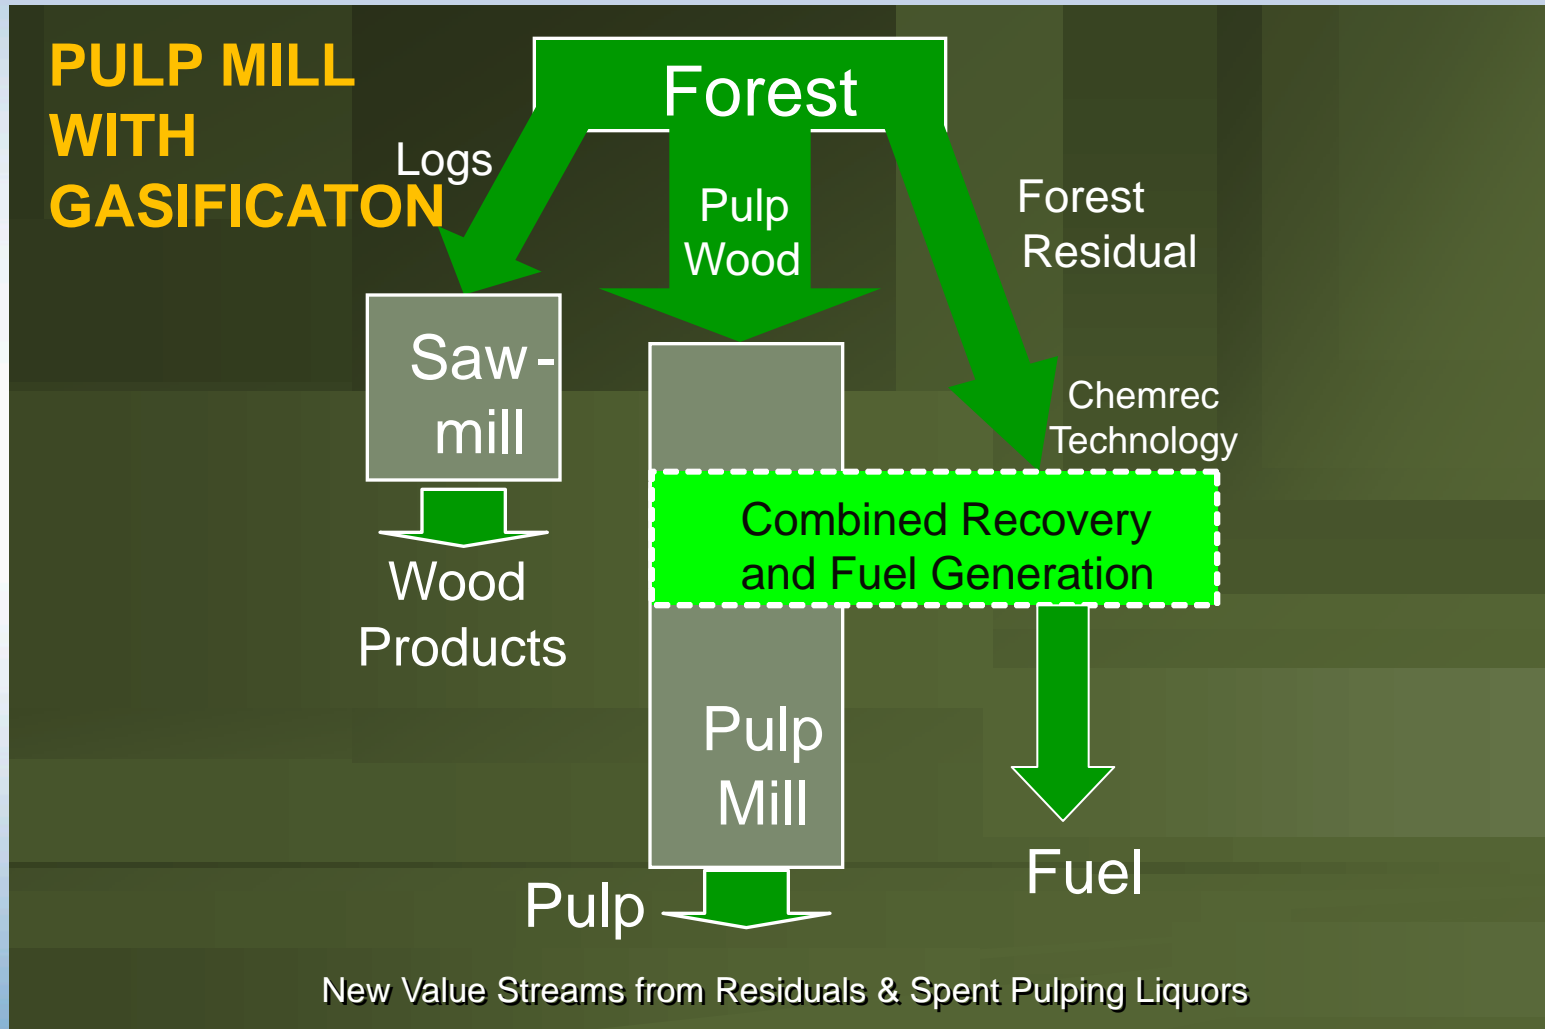 PULP MILL
WITH
GASIFICATON
Forest
Logs
Pulp
Wood
Forest
Residual
Saw-
mill
Chemrec
Technology
Combined Recovery
and Fuel Generation
Wood
Products
Pulp
Mill
Fuel
Pulp
New Value Streams from Residuals & Spent Pulping Liquors